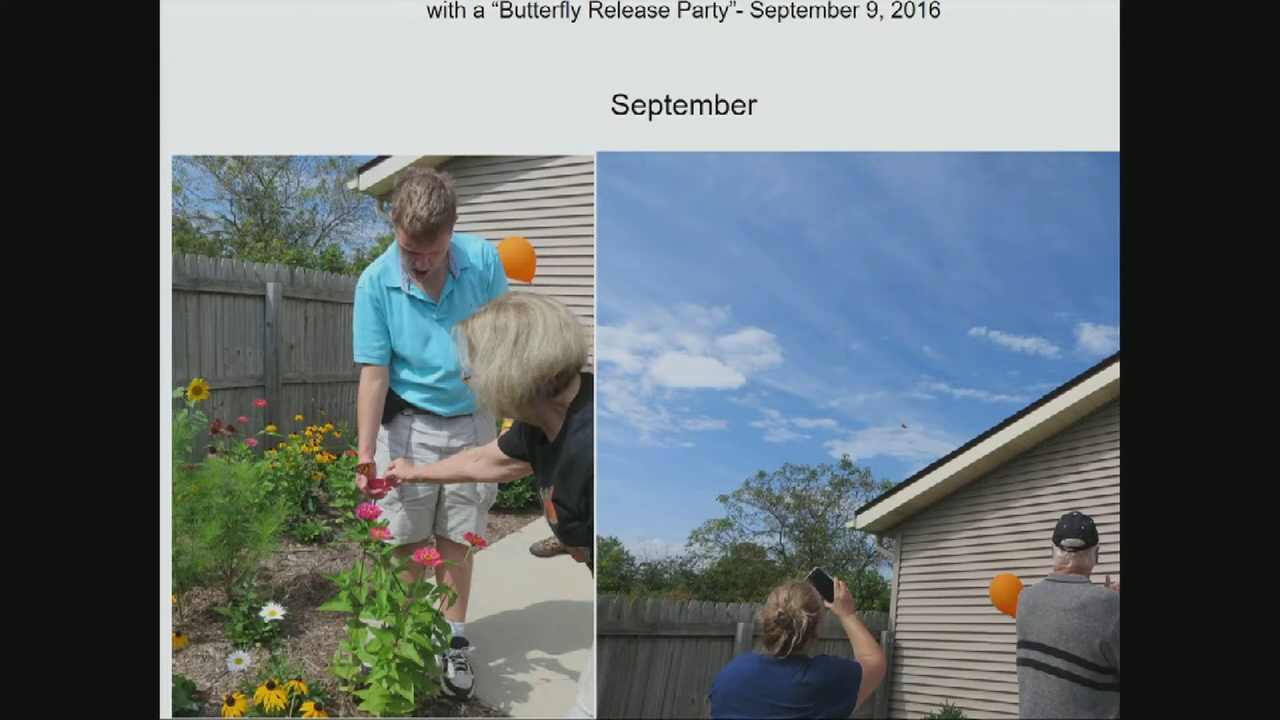 with a “Butterfly Release Party”- September 9, 2016
September